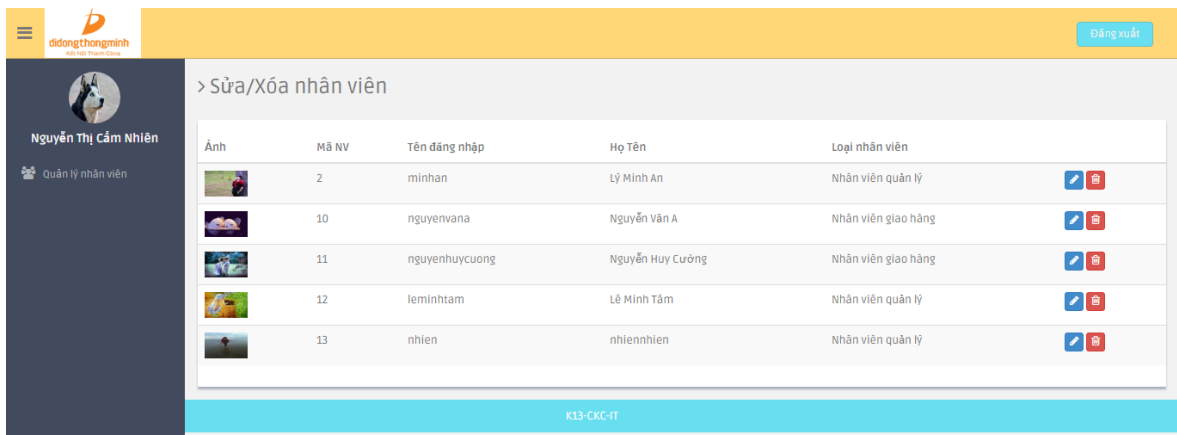 didongthongminh
Kết Nối Thành Công
Đăng xuất
Nguyễn Thị Cẩm Nhiên
Quản lý nhân viên
> Sửa/Xóa nhân viên
Ảnh Mã NV Tên đăng nhập Họ Tên Loại nhân viên
2 minhan Lý Minh An Nhân viên quản lý
10 nguyenvana Nguyễn Văn A Nhân viên giao hàng
11 nguyenhuycuong Nguyễn Huy Cường Nhân viên giao hàng
12 leminhtam Lê Minh Tâm Nhân viên quản lý
13 nhien nhiennhien Nhân viên quản lý
K13-CKC-IT